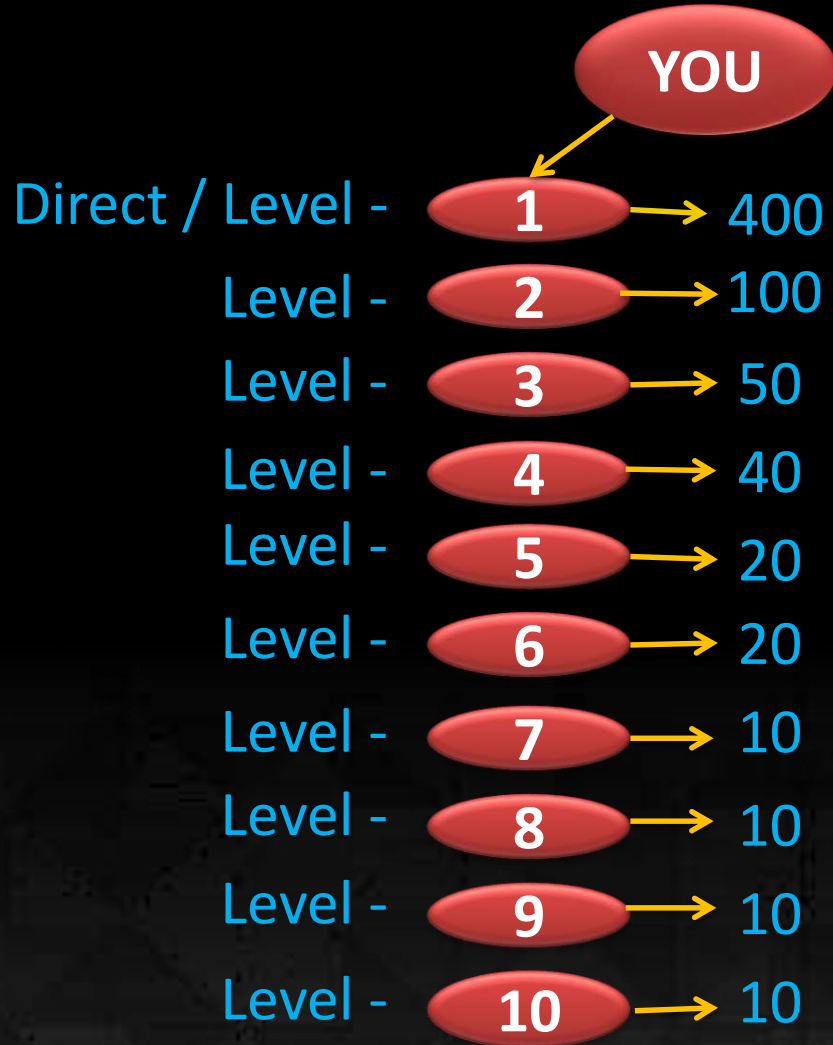 YOU
Direct / Level - 1 400
Level - 2 100
Level - 3 50
Level - 4 40
Level - 5 20
Level - 6 20
Level - 7 10
Level - 8 10
Level - 9 10
Level - 10 10